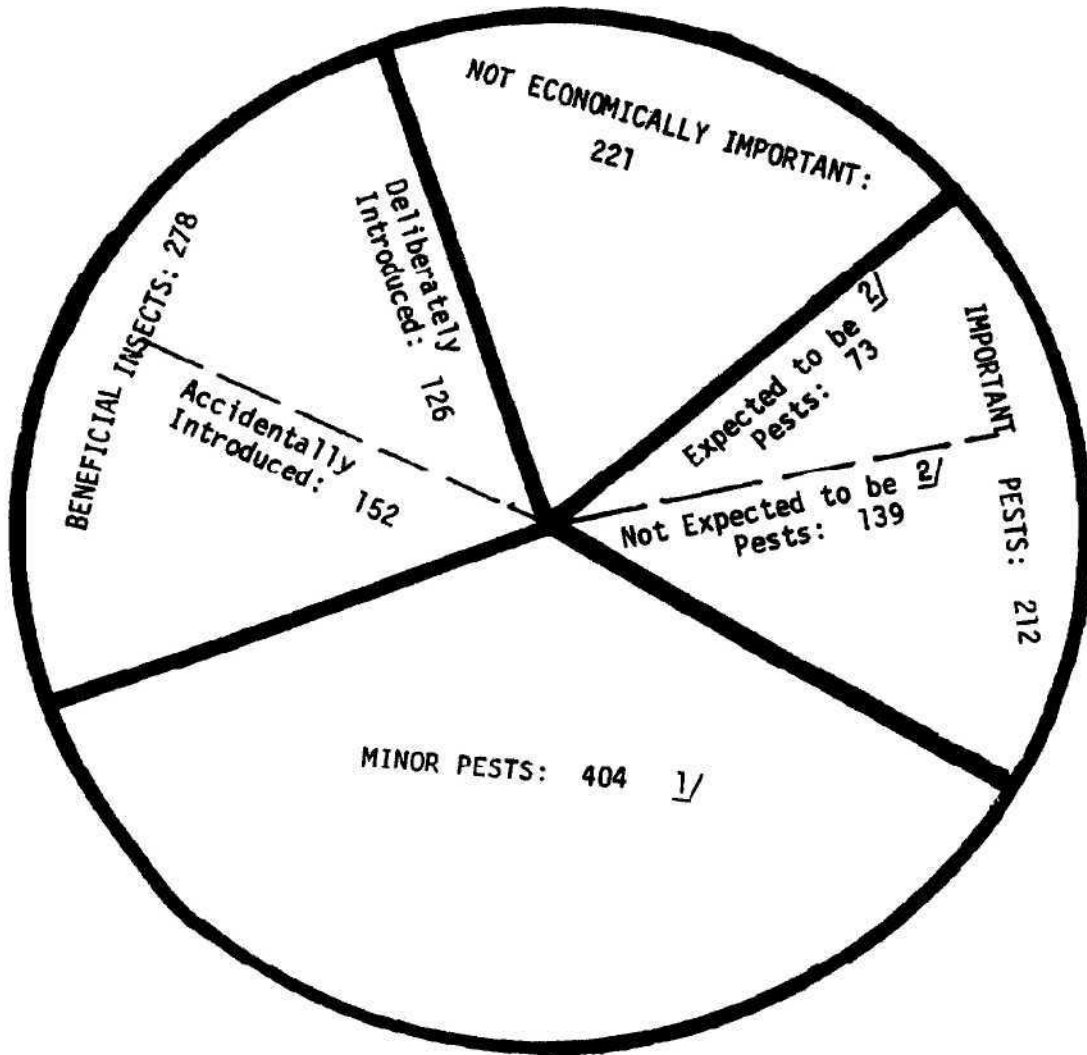 NOT ECONOMICALLY IMPORTANT:
221
BENEFICIAL INSECTS: 278
Deliberately
Introduced: 126
Accidentally
Introduced: 152
IMPORTANT PESTS: 212
Expected to be 2/
Pests: 73
Not Expected to be 2/
Pests: 139
MINOR PESTS: 404 1/